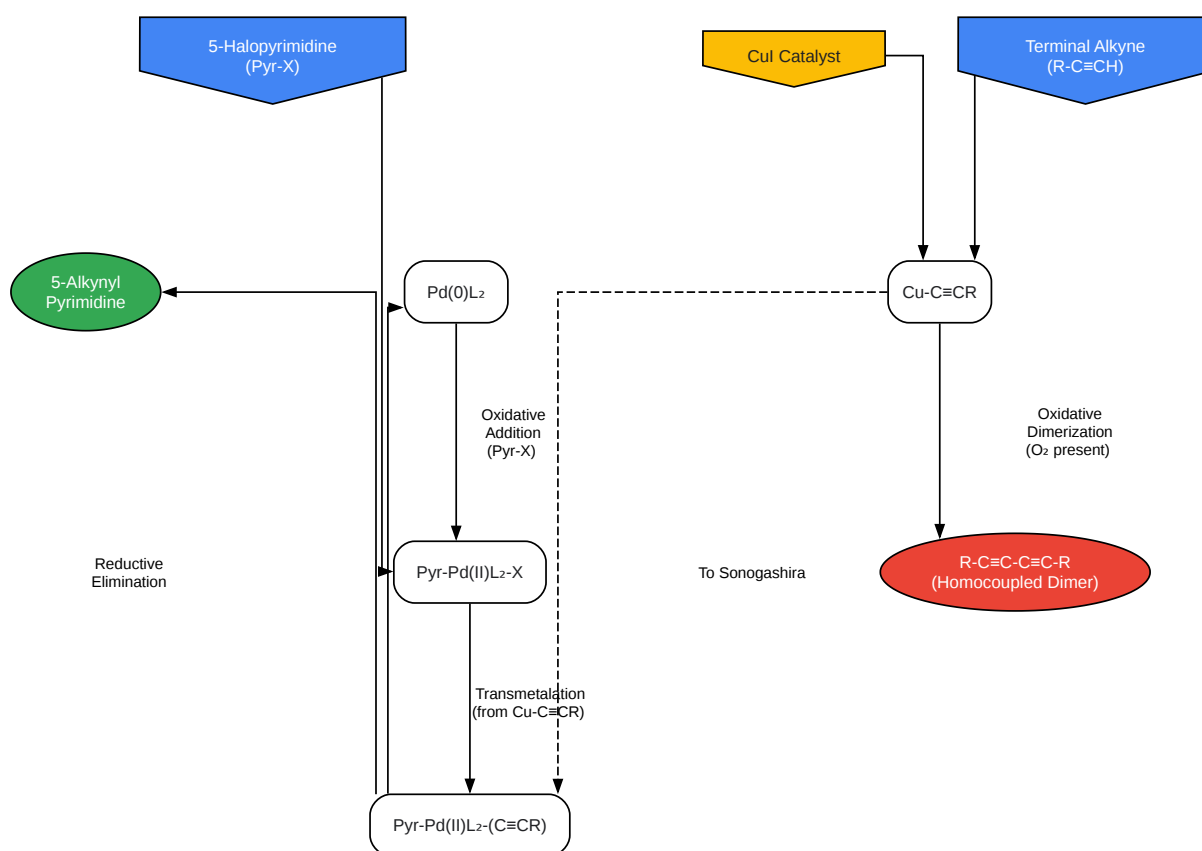 5-Halopyrimidine
(Pyr-X)
CuI Catalyst
Terminal Alkyne
(R-C≡CH)
5-Alkynyl
Pyrimidine
Pd(0)L₂
Cu-C≡CR
Oxidative
Addition
(Pyr-X)
Oxidative
Dimerization
(O₂ present)
Reductive
Elimination
Pyr-Pd(II)L₂-X
To Sonogashira
R-C≡C-C≡C-R
(Homocoupled Dimer)
Transmetalation
(from Cu-C≡CR)
Pyr-Pd(II)L₂-(C≡CR)